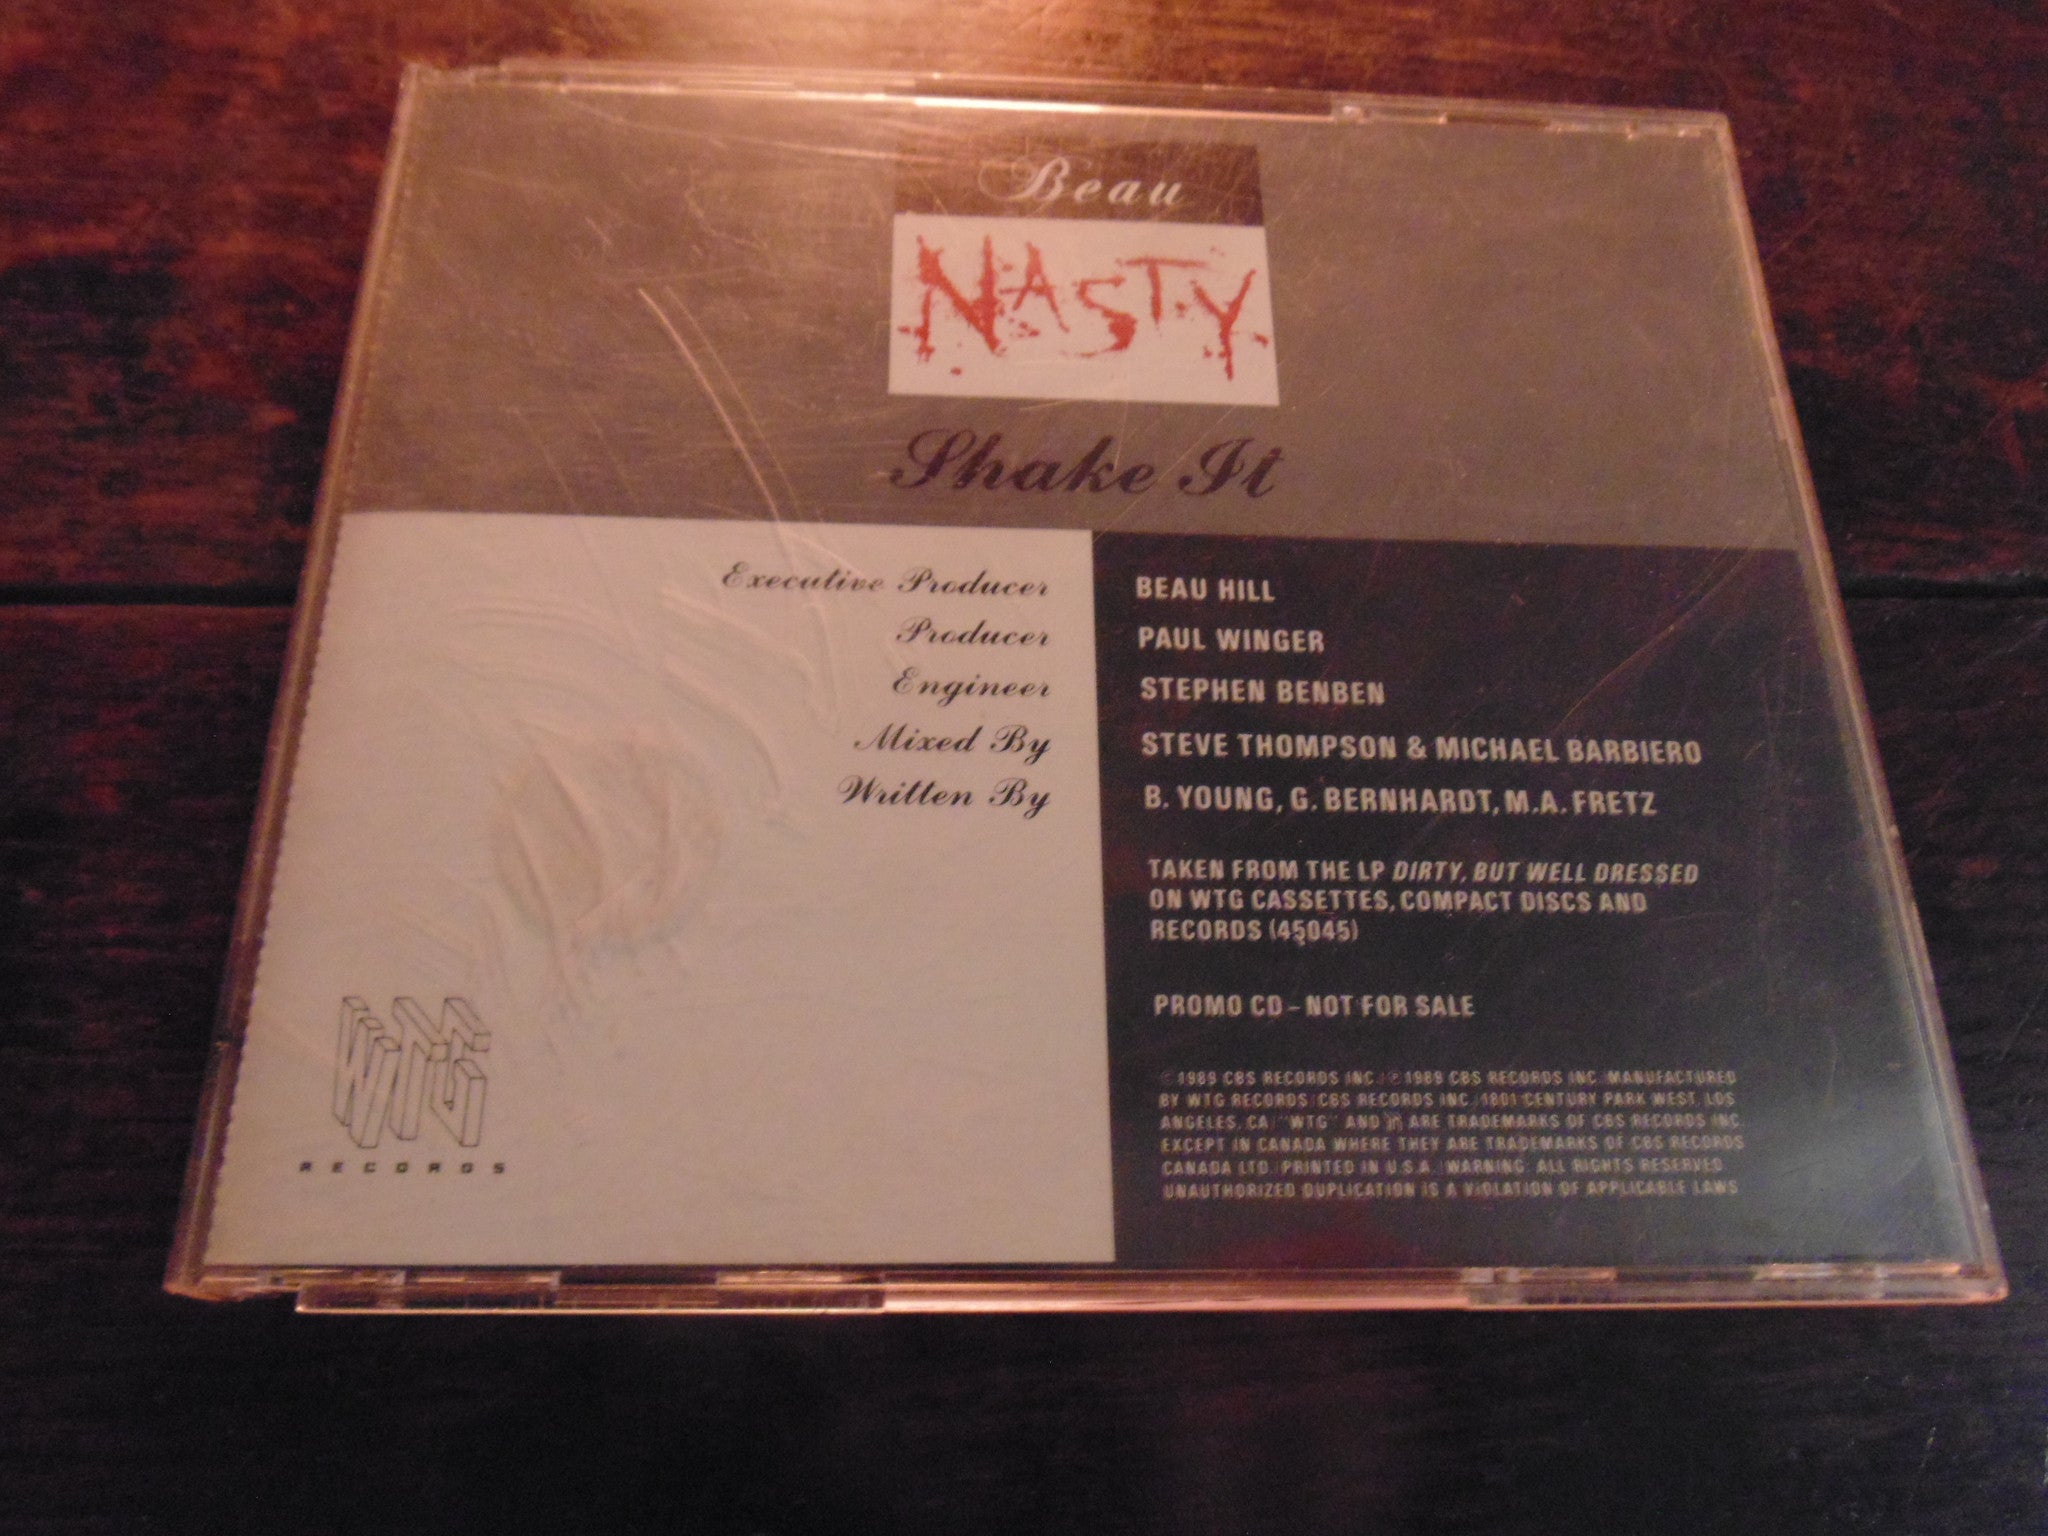 Beau
NASTY
Shake It
Executive Producer BEAU HILL
Producer PAUL WINGER
Engineer STEPHEN BENBEN
Mixed By STEVE THOMPSON & MICHAEL BARBIERO
Written By B. YOUNG, G. BERNHARDT, M.A. FRETZ
TAKEN FROM THE LP DIRTY, BUT WELL DRESSED
ON WTG CASSETTES, COMPACT DISCS AND
RECORDS (45045)
PROMO CD – NOT FOR SALE
© 1989 CBS RECORDS INC./℗ 1989 CBS RECORDS INC./MANUFACTURED
BY WTG RECORDS/CBS RECORDS INC./1801 CENTURY PARK WEST, LOS
ANGELES, CA/"WTG" AND ARE TRADEMARKS OF CBS RECORDS INC.
EXCEPT IN CANADA WHERE THEY ARE TRADEMARKS OF CBS RECORDS
CANADA LTD./PRINTED IN U.S.A./WARNING: ALL RIGHTS RESERVED.
UNAUTHORIZED DUPLICATION IS A VIOLATION OF APPLICABLE LAWS.
WTG
RECORDS